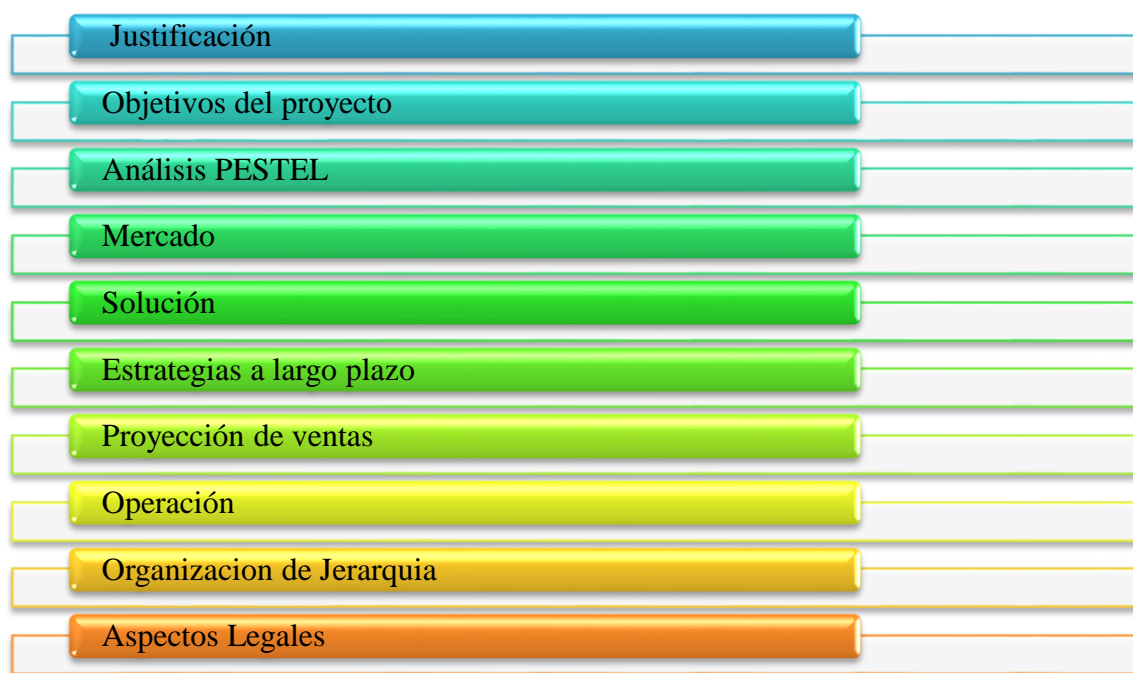 Justificación
Objetivos del proyecto
Análisis PESTEL
Mercado
Solución
Estrategias a largo plazo
Proyección de ventas
Operación
Organizacion de Jerarquia
Aspectos Legales